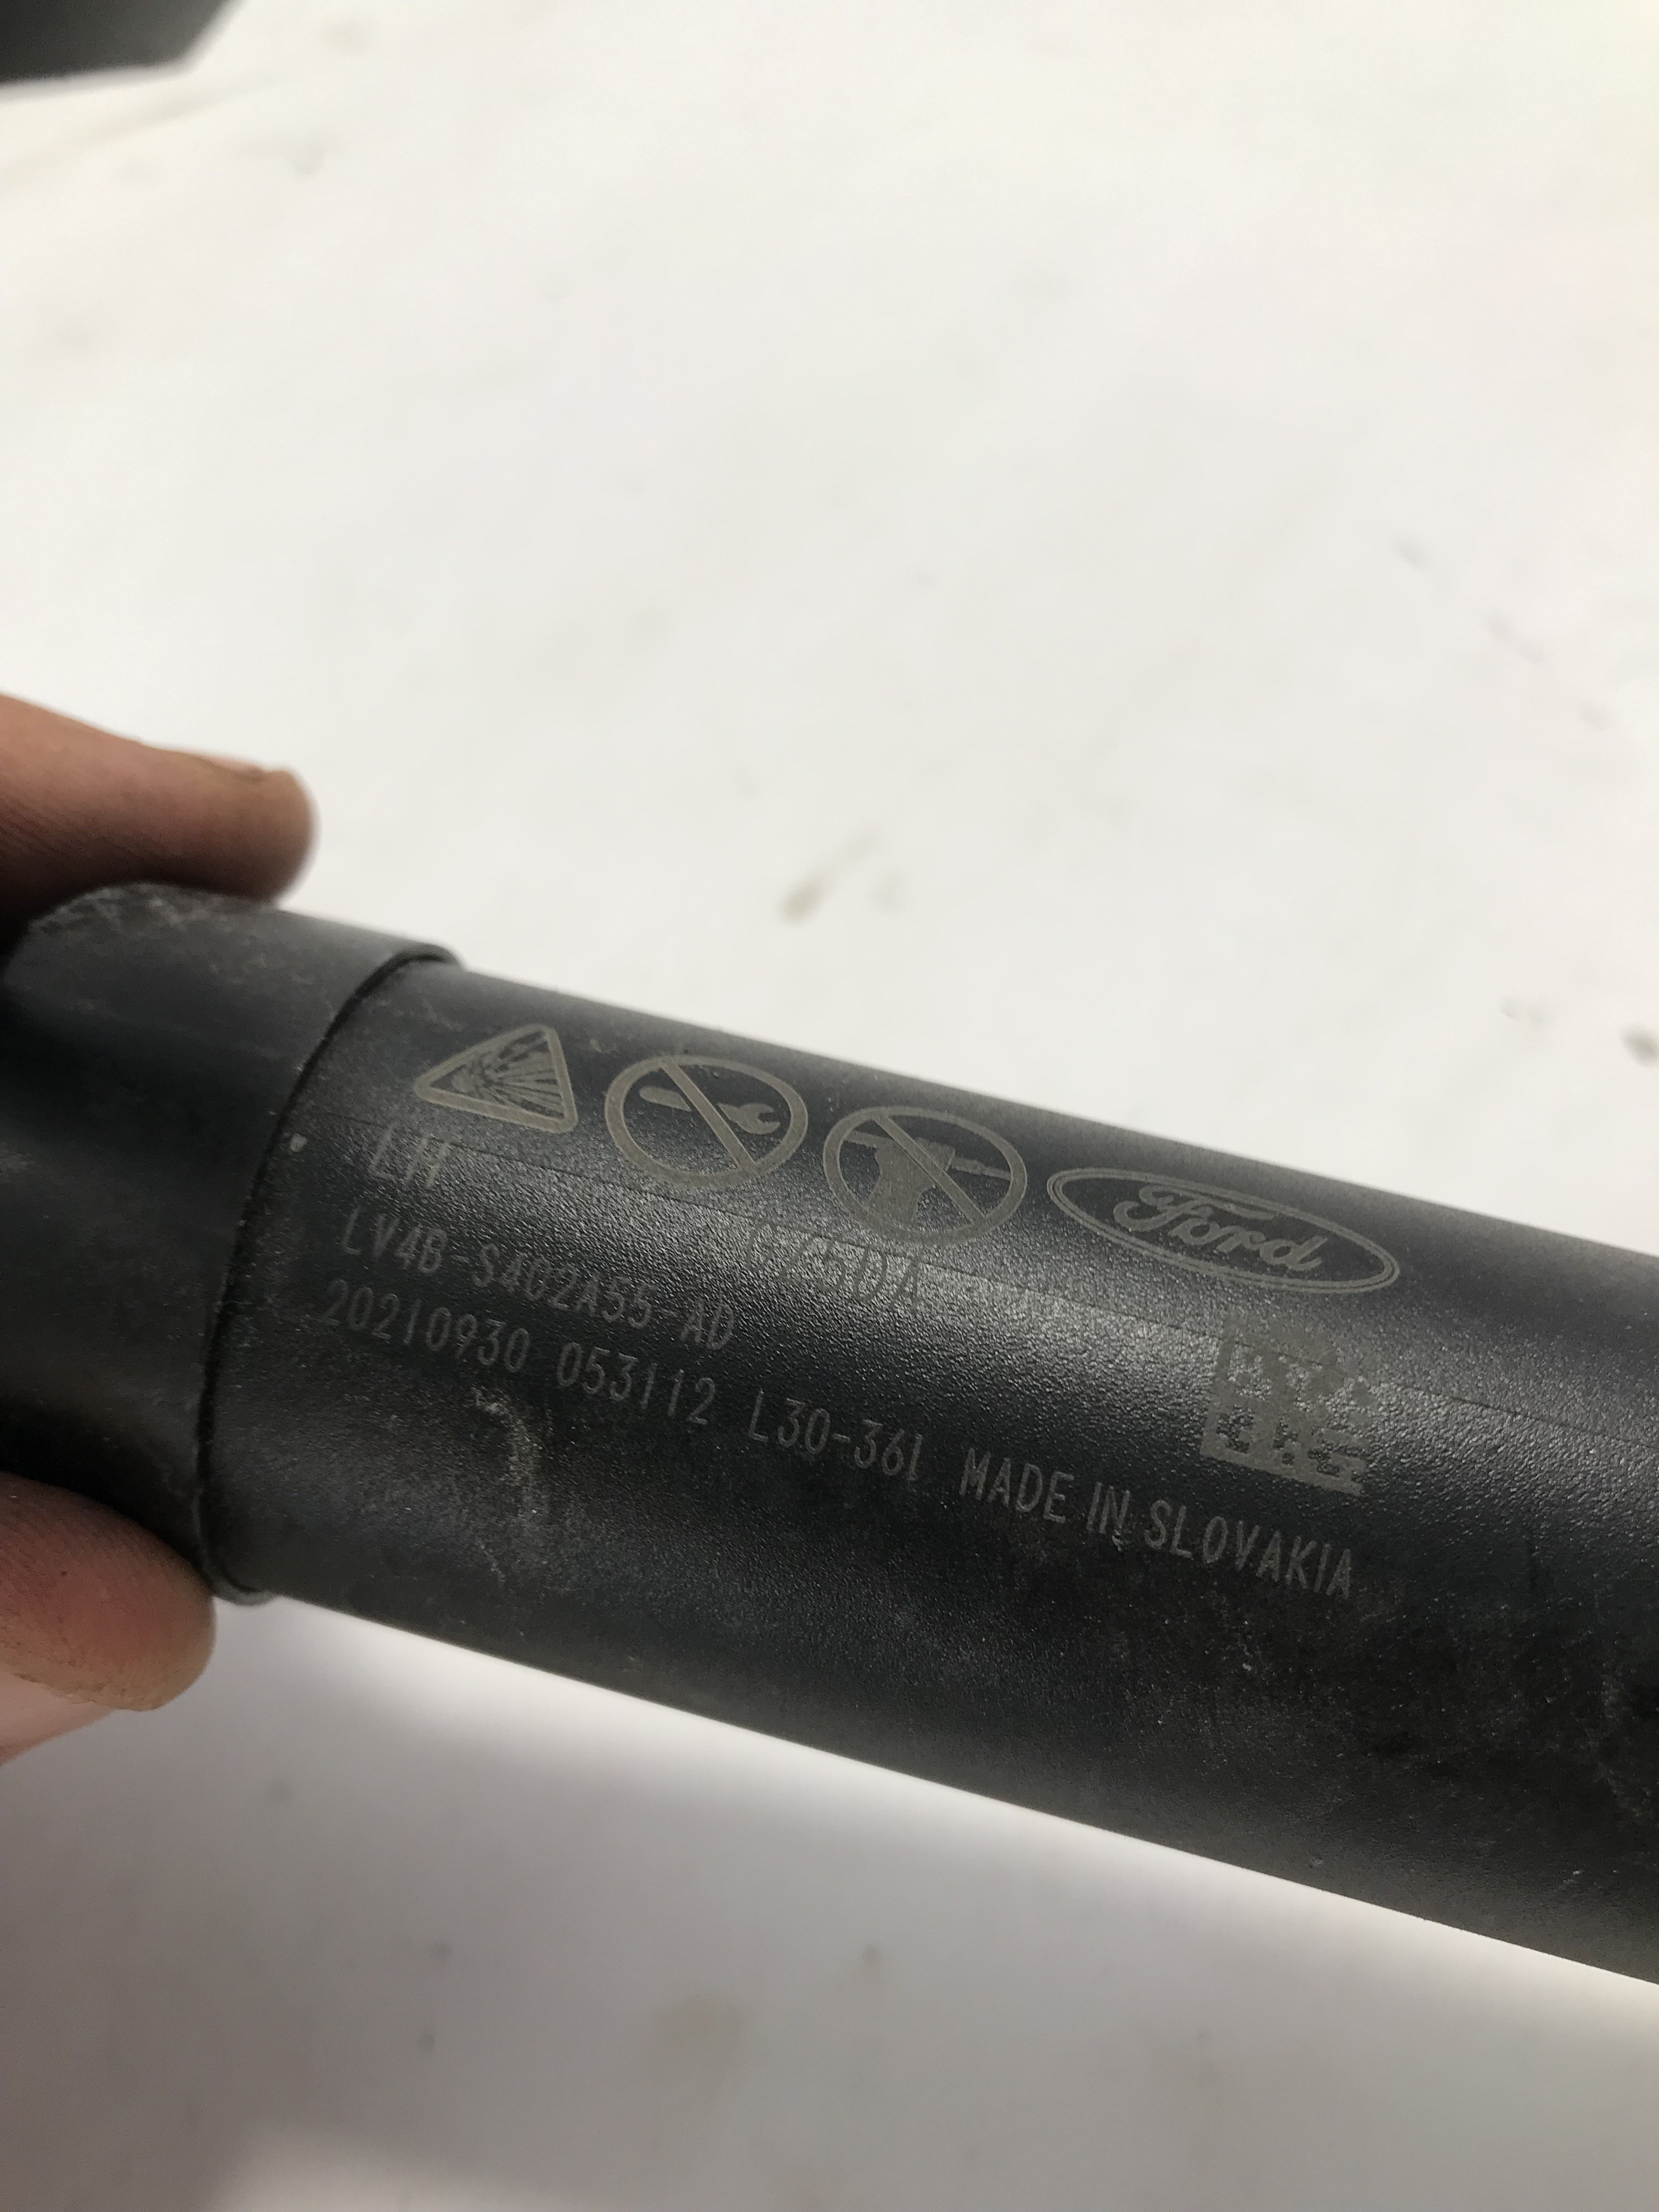 Ford
LH
LV4B-S402A55-AD
20210930 053112 L30-361 MADE IN SLOVAKIA